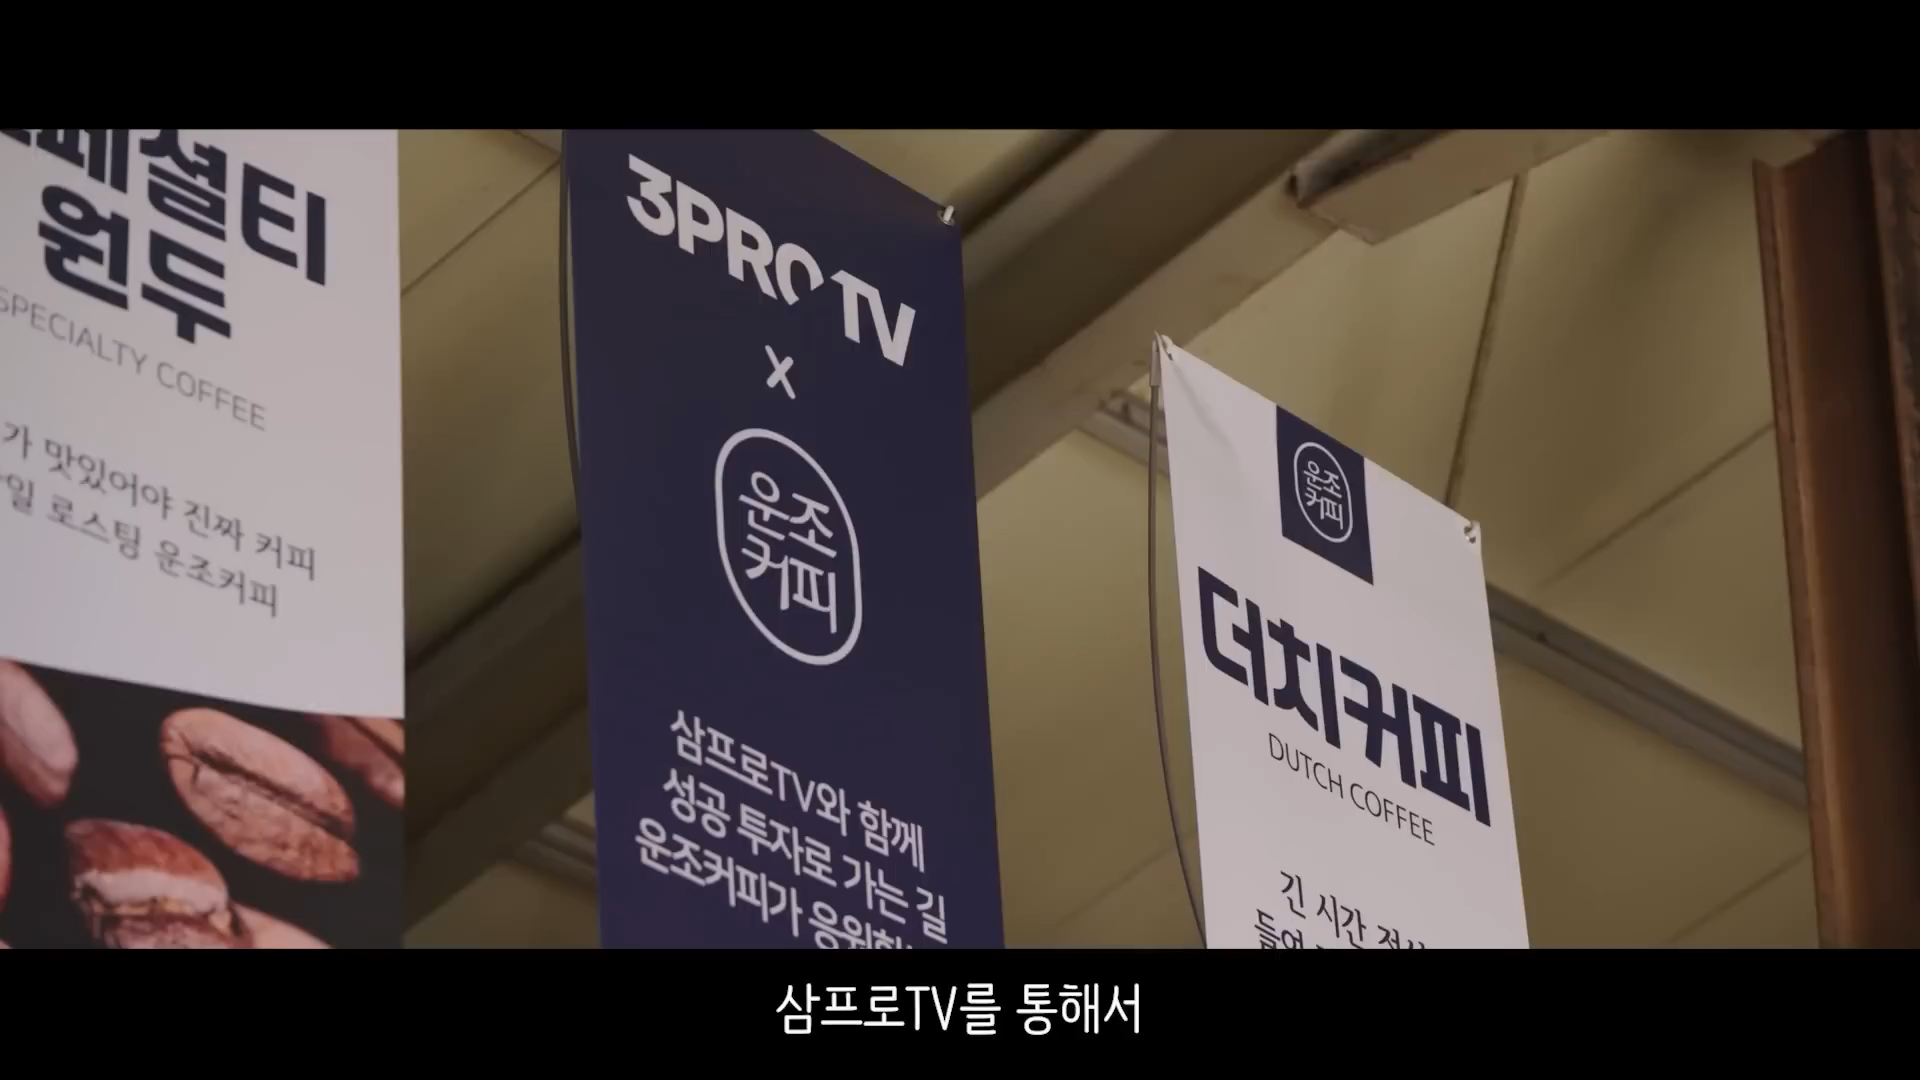 셜티
원두
SPECIALTY COFFEE
가 맛있어야 진짜 커피
로스팅 운조커피
3PRO TV
X
운조
커피
삼프로TV와 함께
성공 투자로 가는 길
운조커피가
운조
커피
더치커피
DUTCH COFFEE
긴 시간
삼프로TV를 통해서